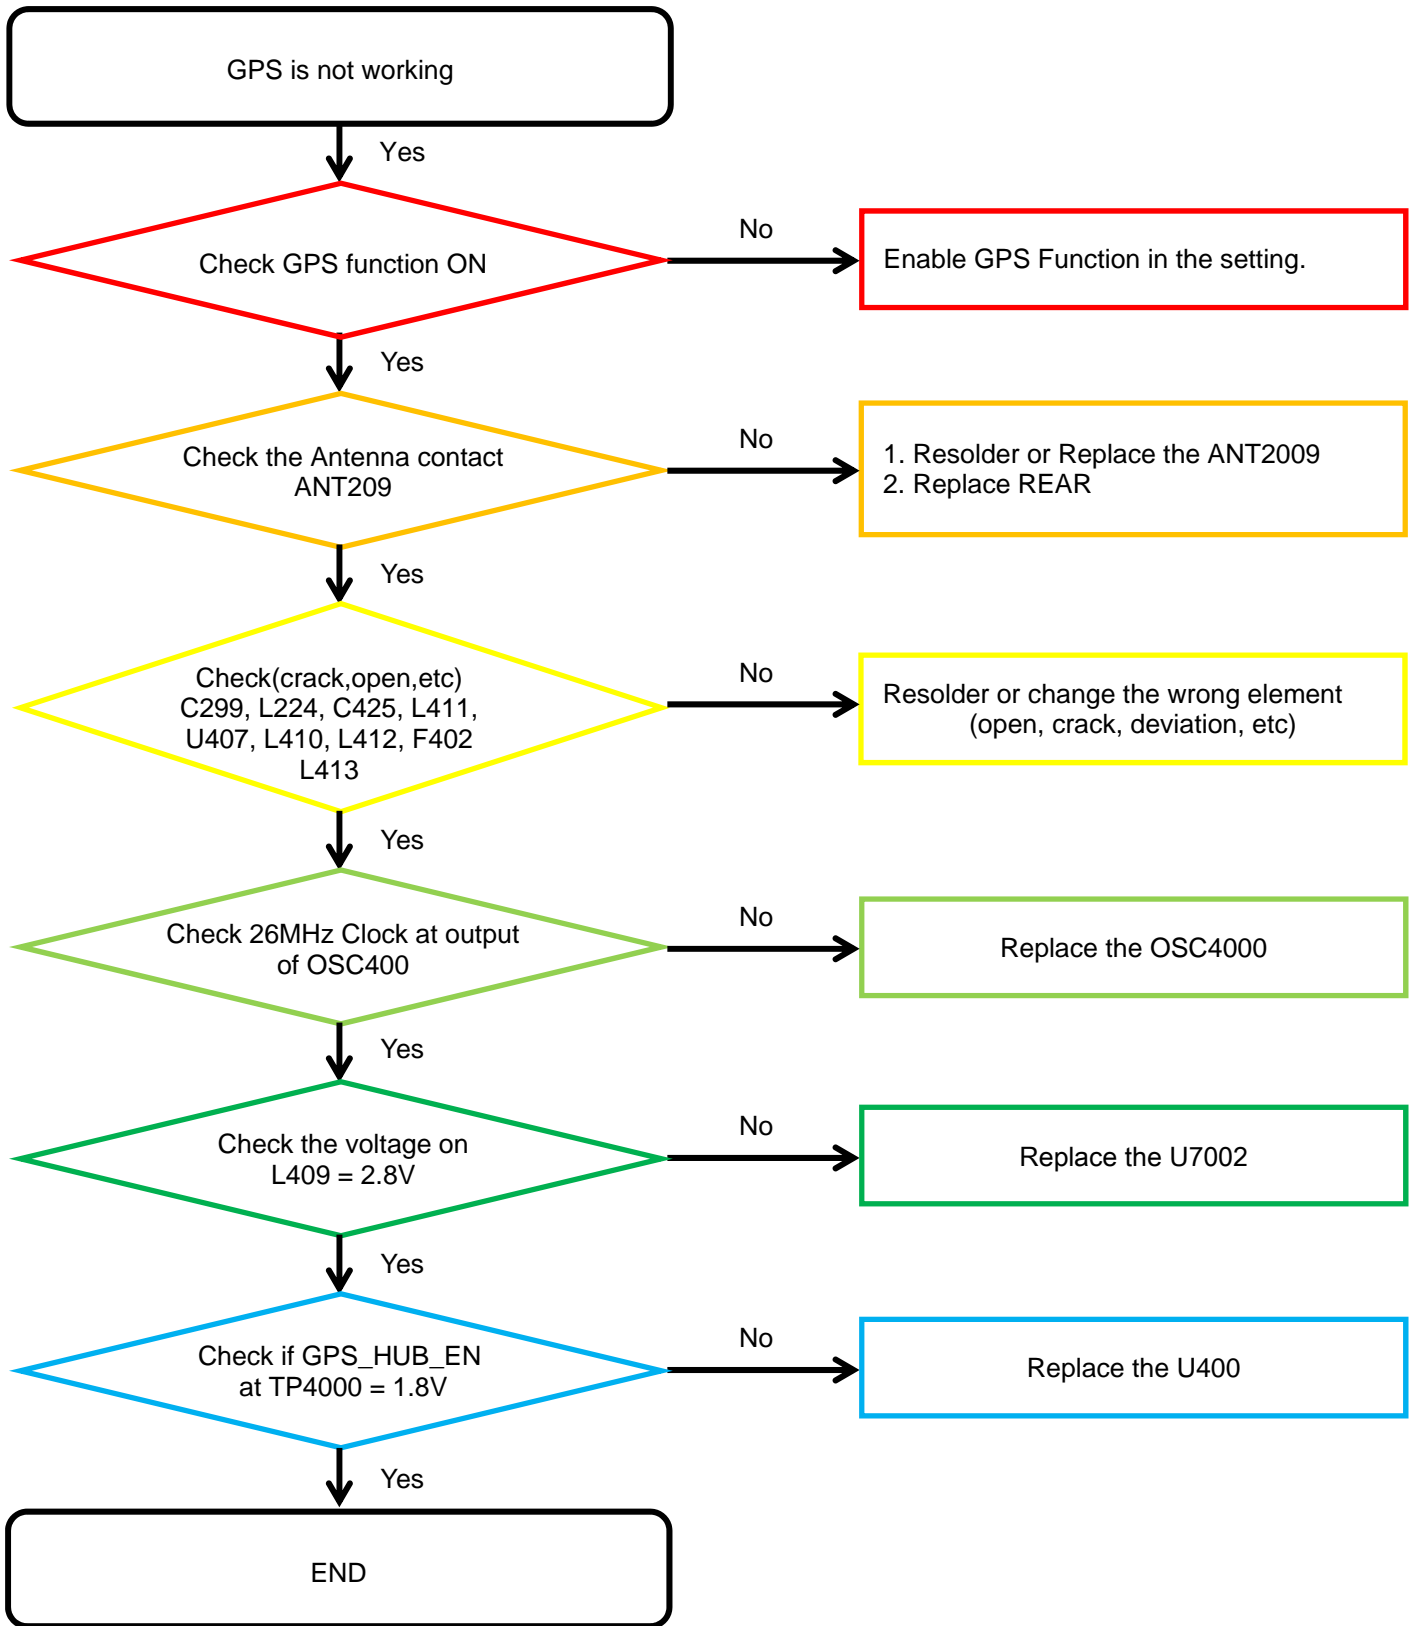 GPS is not working
Yes
Check GPS function ON
No
Enable GPS Function in the setting.
Yes
Check the Antenna contact
ANT209
No
1. Resolder or Replace the ANT2009
2. Replace REAR
Yes
Check(crack,open,etc)
C299, L224, C425, L411,
U407, L410, L412, F402
L413
No
Resolder or change the wrong element
(open, crack, deviation, etc)
Yes
Check 26MHz Clock at output
of OSC400
No
Replace the OSC4000
Yes
Check the voltage on
L409 = 2.8V
No
Replace the U7002
Yes
Check if GPS_HUB_EN
at TP4000 = 1.8V
No
Replace the U400
Yes
END